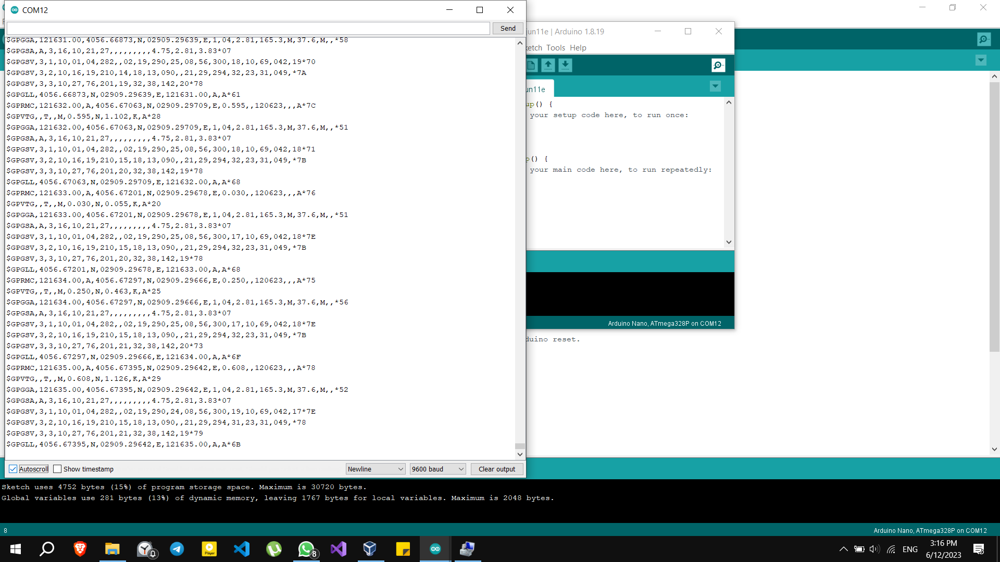 COM12
Send
$GPGGA,121631.00,4056.66873,N,02909.29639,E,1,04,2.81,165.3,M,37.6,M,,*58
$GPGSA,A,3,16,10,21,27,,,,,,,,,4.75,2.81,3.83*07
$GPGSV,3,1,10,01,04,282,,02,19,290,25,08,56,300,18,10,69,042,19*70
$GPGSV,3,2,10,16,19,210,14,18,13,090,,21,29,294,32,23,31,049,*7A
$GPGSV,3,3,10,27,76,201,19,32,38,142,20*78
$GPGLL,4056.66873,N,02909.29639,E,121631.00,A,A*61
$GPRMC,121632.00,A,4056.67063,N,02909.29709,E,0.595,,120623,,,A*7C
$GPVTG,,T,,M,0.595,N,1.102,K,A*28
$GPGGA,121632.00,4056.67063,N,02909.29709,E,1,04,2.81,165.3,M,37.6,M,,*51
$GPGSA,A,3,16,10,21,27,,,,,,,,,4.75,2.81,3.83*07
$GPGSV,3,1,10,01,04,282,,02,19,290,25,08,56,300,18,10,69,042,18*71
$GPGSV,3,2,10,16,19,210,15,18,13,090,,21,29,294,32,23,31,049,*7B
$GPGSV,3,3,10,27,76,201,20,32,38,142,19*78
$GPGLL,4056.67063,N,02909.29709,E,121632.00,A,A*68
$GPRMC,121633.00,A,4056.67201,N,02909.29678,E,0.030,,120623,,,A*76
$GPVTG,,T,,M,0.030,N,0.055,K,A*20
$GPGGA,121633.00,4056.67201,N,02909.29678,E,1,04,2.81,165.3,M,37.6,M,,*51
$GPGSA,A,3,16,10,21,27,,,,,,,,,4.75,2.81,3.83*07
$GPGSV,3,1,10,01,04,282,,02,19,290,25,08,56,300,17,10,69,042,18*7E
$GPGSV,3,2,10,16,19,210,15,18,13,090,,21,29,294,32,23,31,049,*7B
$GPGSV,3,3,10,27,76,201,20,32,38,142,19*78
$GPGLL,4056.67201,N,02909.29678,E,121633.00,A,A*68
$GPRMC,121634.00,A,4056.67297,N,02909.29666,E,0.250,,120623,,,A*75
$GPVTG,,T,,M,0.250,N,0.463,K,A*25
$GPGGA,121634.00,4056.67297,N,02909.29666,E,1,04,2.81,165.3,M,37.6,M,,*56
$GPGSA,A,3,16,10,21,27,,,,,,,,,4.75,2.81,3.83*07
$GPGSV,3,1,10,01,04,282,,02,19,290,25,08,56,300,17,10,69,042,18*7E
$GPGSV,3,2,10,16,19,210,15,18,13,090,,21,29,294,32,23,31,049,*7B
$GPGSV,3,3,10,27,76,201,21,32,38,142,20*73
$GPGLL,4056.67297,N,02909.29666,E,121634.00,A,A*6F
$GPRMC,121635.00,A,4056.67395,N,02909.29642,E,0.608,,120623,,,A*78
$GPVTG,,T,,M,0.608,N,1.126,K,A*29
$GPGGA,121635.00,4056.67395,N,02909.29642,E,1,04,2.81,165.3,M,37.6,M,,*52
$GPGSA,A,3,16,10,21,27,,,,,,,,,4.75,2.81,3.83*07
$GPGSV,3,1,10,01,04,282,,02,19,290,24,08,56,300,19,10,69,042,17*7E
$GPGSV,3,2,10,16,19,210,15,18,13,090,,21,29,294,31,23,31,049,*78
$GPGSV,3,3,10,27,76,201,21,32,38,142,19*79
$GPGLL,4056.67395,N,02909.29642,E,121635.00,A,A*6B
Autoscroll Show timestamp Newline 9600 baud Clear output
jun11e | Arduino 1.8.19
ketch Tools Help
un11e
up() {
your setup code here, to run once:
p() {
your main code here, to run repeatedly:
Arduino Nano, ATmega328P on COM12
duino reset.
Sketch uses 4752 bytes (15%) of program storage space. Maximum is 30720 bytes.
Global variables use 281 bytes (13%) of dynamic memory, leaving 1767 bytes for local variables. Maximum is 2048 bytes.
8
Arduino Nano, ATmega328P on COM12
Player
8
ENG
3:16 PM
6/12/2023